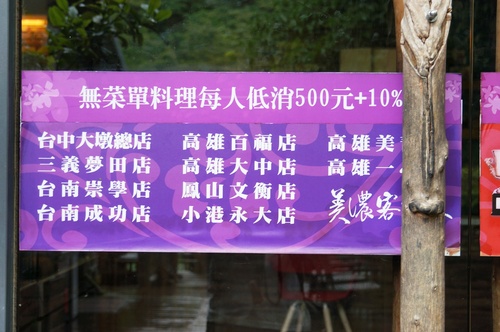 無菜單料理每人低消500元+10%
台中大墩總店 高雄百福店 高雄美
三義夢田店 高雄大中店 高雄一
台南崇學店 鳳山文衡店
台南成功店 小港永大店 美濃客